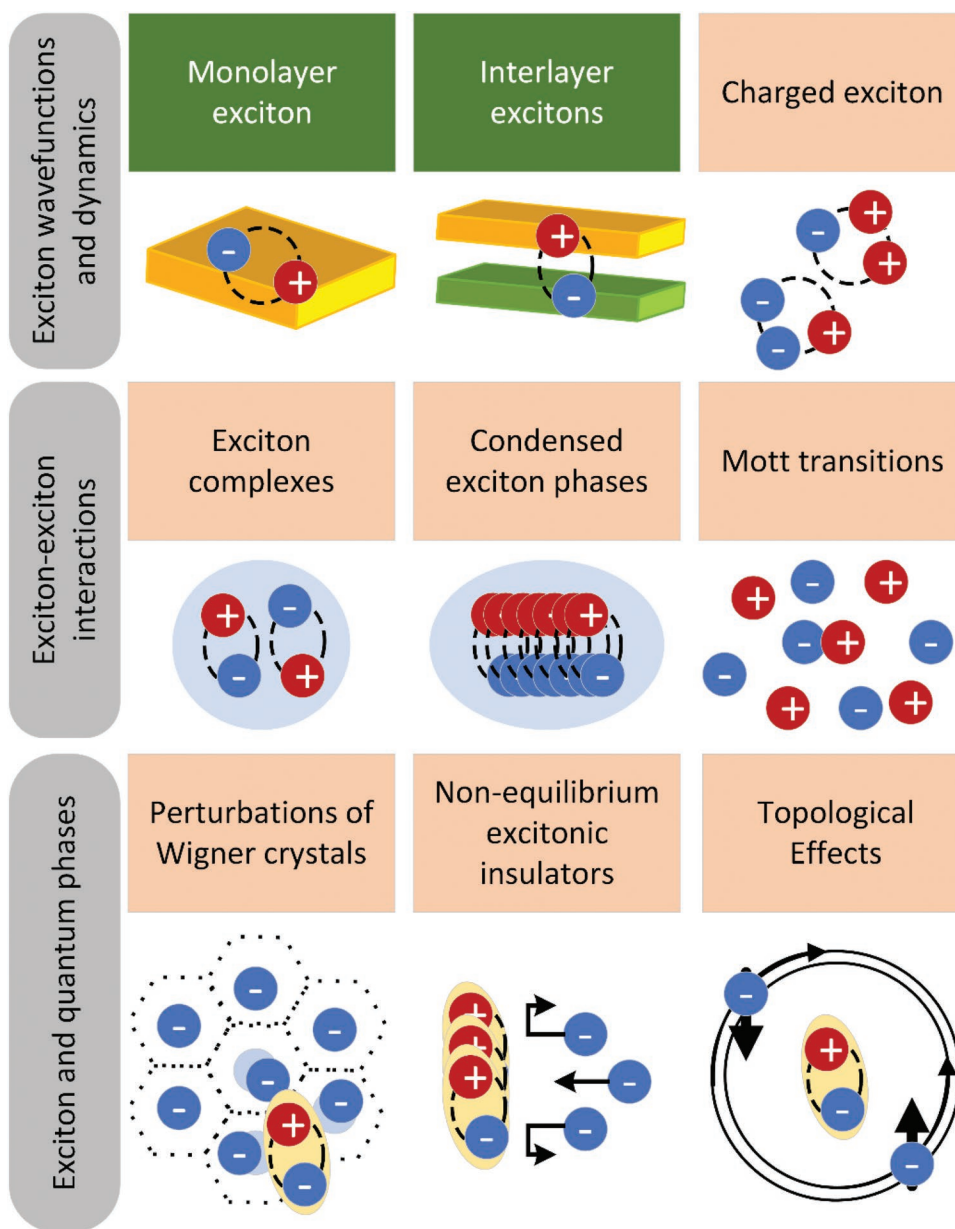 Exciton wavefunctions
and dynamics
Monolayer
exciton
Interlayer
excitons
Charged exciton
-
+
+
-
-
+
+
-
-
+
Exciton-exciton
interactions
Exciton
complexes
Condensed
exciton phases
Mott transitions
+
-
-
+
+
-
+
-
+
-
+
-
-
+
-
+
Exciton and quantum phases
Perturbations of
Wigner crystals
Non-equilibrium
excitonic
insulators
Topological
Effects
-
-
-
-
-
-
-
+
-
+
+
+
-
-
-
-
-
+
-
-